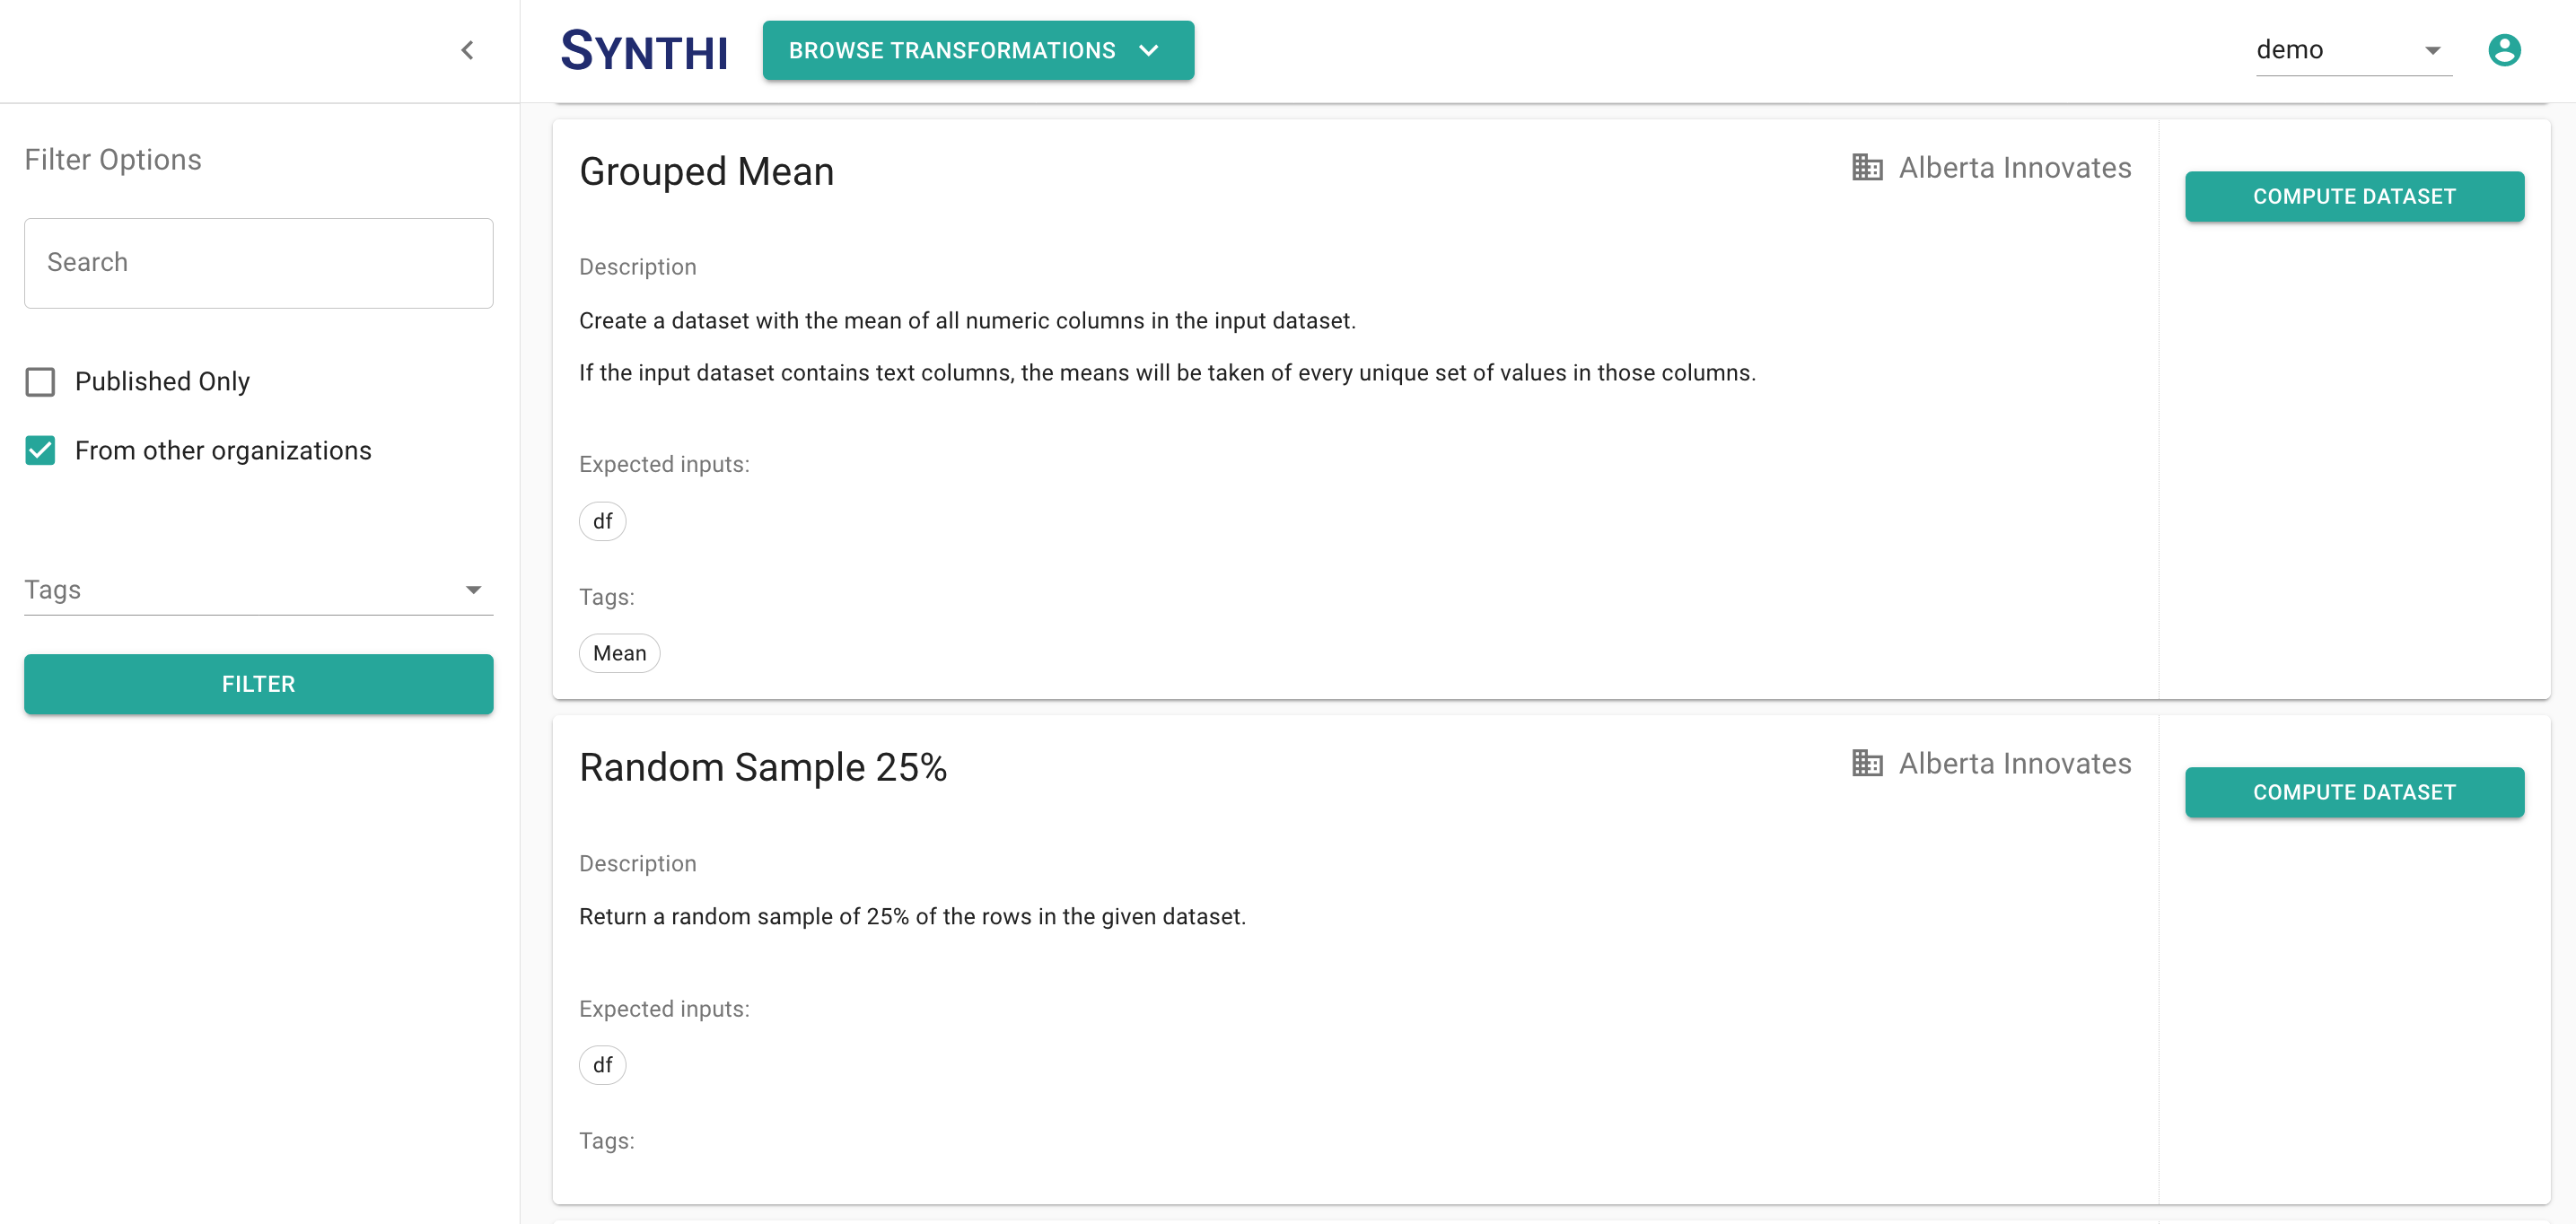 SYNTHI
BROWSE TRANSFORMATIONS
demo
Filter Options
Search
Published Only
From other organizations
Tags
FILTER
Grouped Mean
Alberta Innovates
COMPUTE DATASET
Description
Create a dataset with the mean of all numeric columns in the input dataset.
If the input dataset contains text columns, the means will be taken of every unique set of values in those columns.
Expected inputs:
df
Tags:
Mean
Random Sample 25%
Alberta Innovates
COMPUTE DATASET
Description
Return a random sample of 25% of the rows in the given dataset.
Expected inputs:
df
Tags: